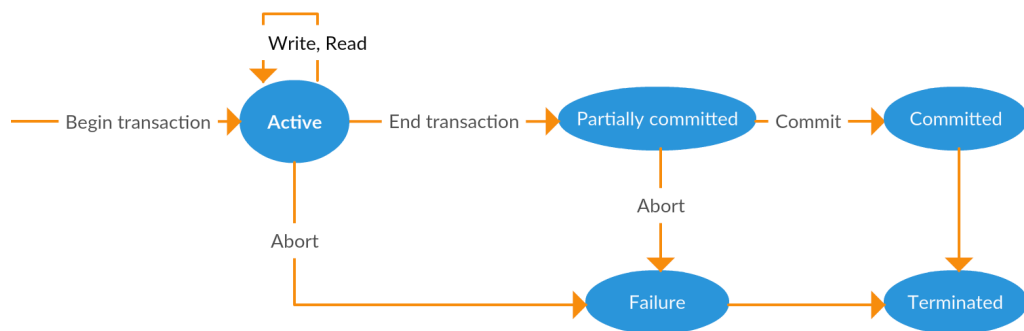 Write, Read
Begin transaction
Active
End transaction
Partially committed
Commit
Committed
Abort
Abort
Failure
Terminated